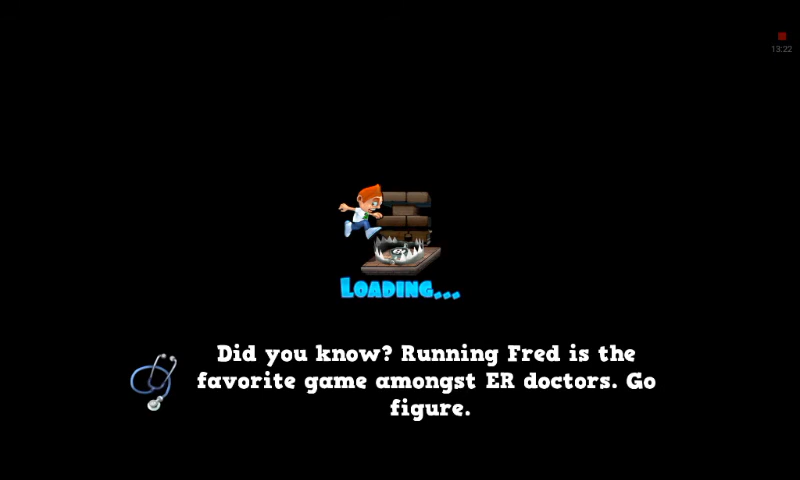 13:22
LOADING...
Did you know? Running Fred is the
favorite game amongst ER doctors. Go
figure.